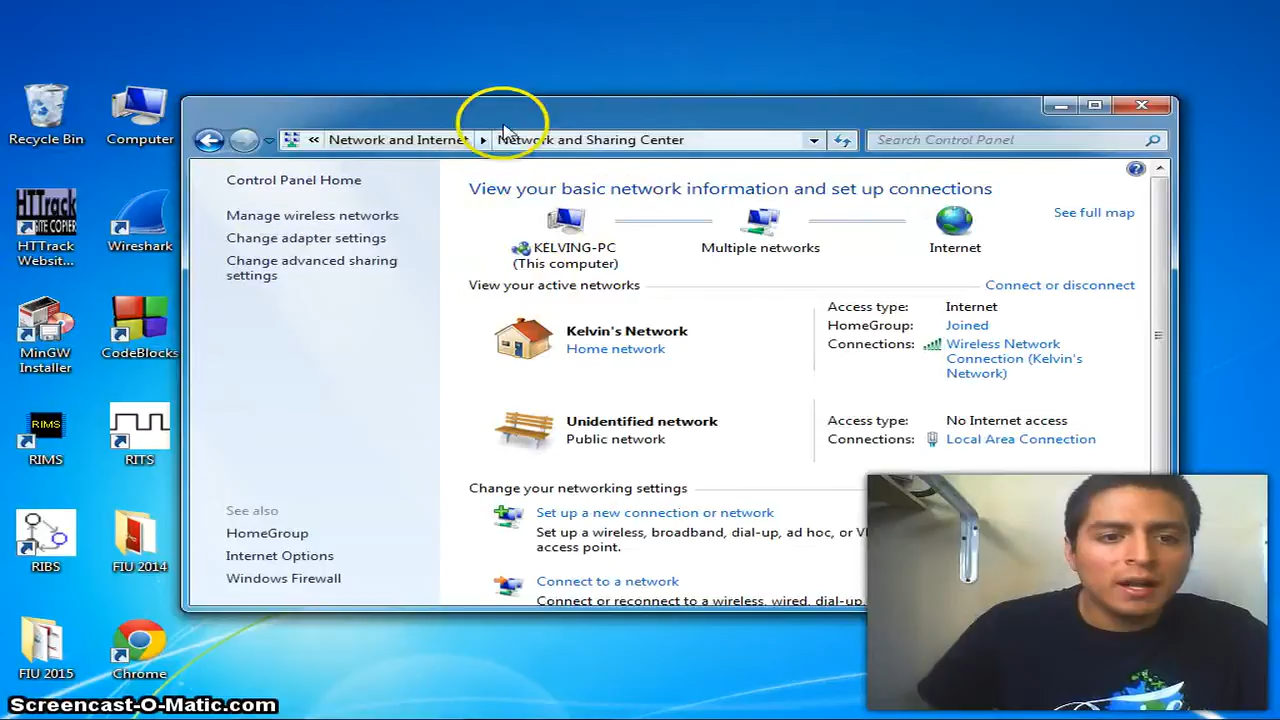 Recycle Bin
Computer
HTTrack
SITE COPIER
HTTrack
Websit...
Wireshark
MinGW
Installer
CodeBlocks
RIMS
RIMS
RITS
RIBS
FIU 2014
FIU 2015
Chrome
« Network and Internet ▸ Network and Sharing Center
Search Control Panel
Control Panel Home
Manage wireless networks
Change adapter settings
Change advanced sharing
settings
See also
HomeGroup
Internet Options
Windows Firewall
View your basic network information and set up connections
KELVING-PC
(This computer)
Multiple networks
Internet
See full map
View your active networks
Connect or disconnect
Kelvin's Network
Home network
Access type: Internet
HomeGroup: Joined
Connections: Wireless Network
Connection (Kelvin's
Network)
Unidentified network
Public network
Access type: No Internet access
Connections: Local Area Connection
Change your networking settings
Set up a new connection or network
Set up a wireless, broadband, dial-up, ad hoc, or
access point.
Connect to a network
Connect or reconnect to a wireless, wired, dial-up,
Screencast-O-Matic.com